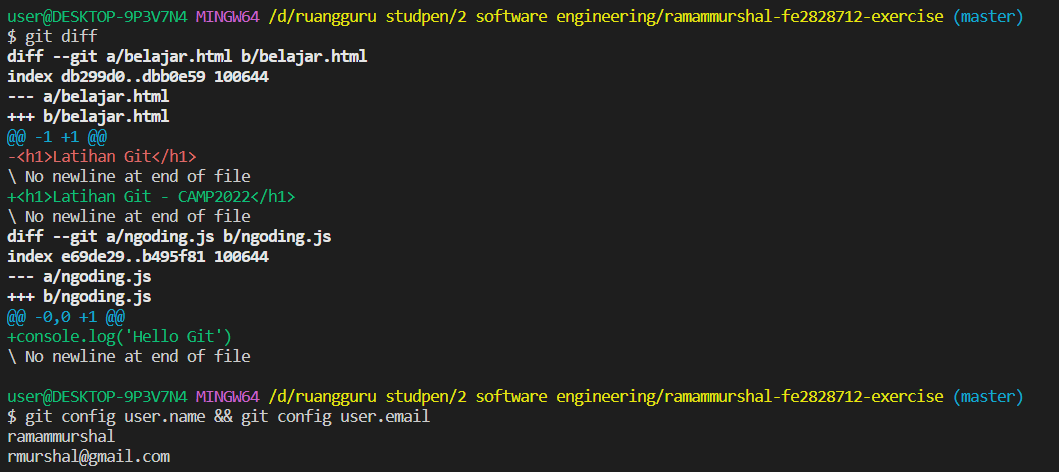 user@DESKTOP-9P3V7N4 MINGW64 /d/ruangguru studpen/2 software engineering/ramammurshal-fe2828712-exercise (master)
$ git diff
diff --git a/belajar.html b/belajar.html
index db299d0..dbb0e59 100644
--- a/belajar.html
+++ b/belajar.html
@@ -1 +1 @@
-<h1>Latihan Git</h1>
\ No newline at end of file
+<h1>Latihan Git - CAMP2022</h1>
\ No newline at end of file
diff --git a/ngoding.js b/ngoding.js
index e69de29..b495f81 100644
--- a/ngoding.js
+++ b/ngoding.js
@@ -0,0 +1 @@
+console.log('Hello Git')
\ No newline at end of file
user@DESKTOP-9P3V7N4 MINGW64 /d/ruangguru studpen/2 software engineering/ramammurshal-fe2828712-exercise (master)
$ git config user.name && git config user.email
ramammurshal
rmurshal@gmail.com